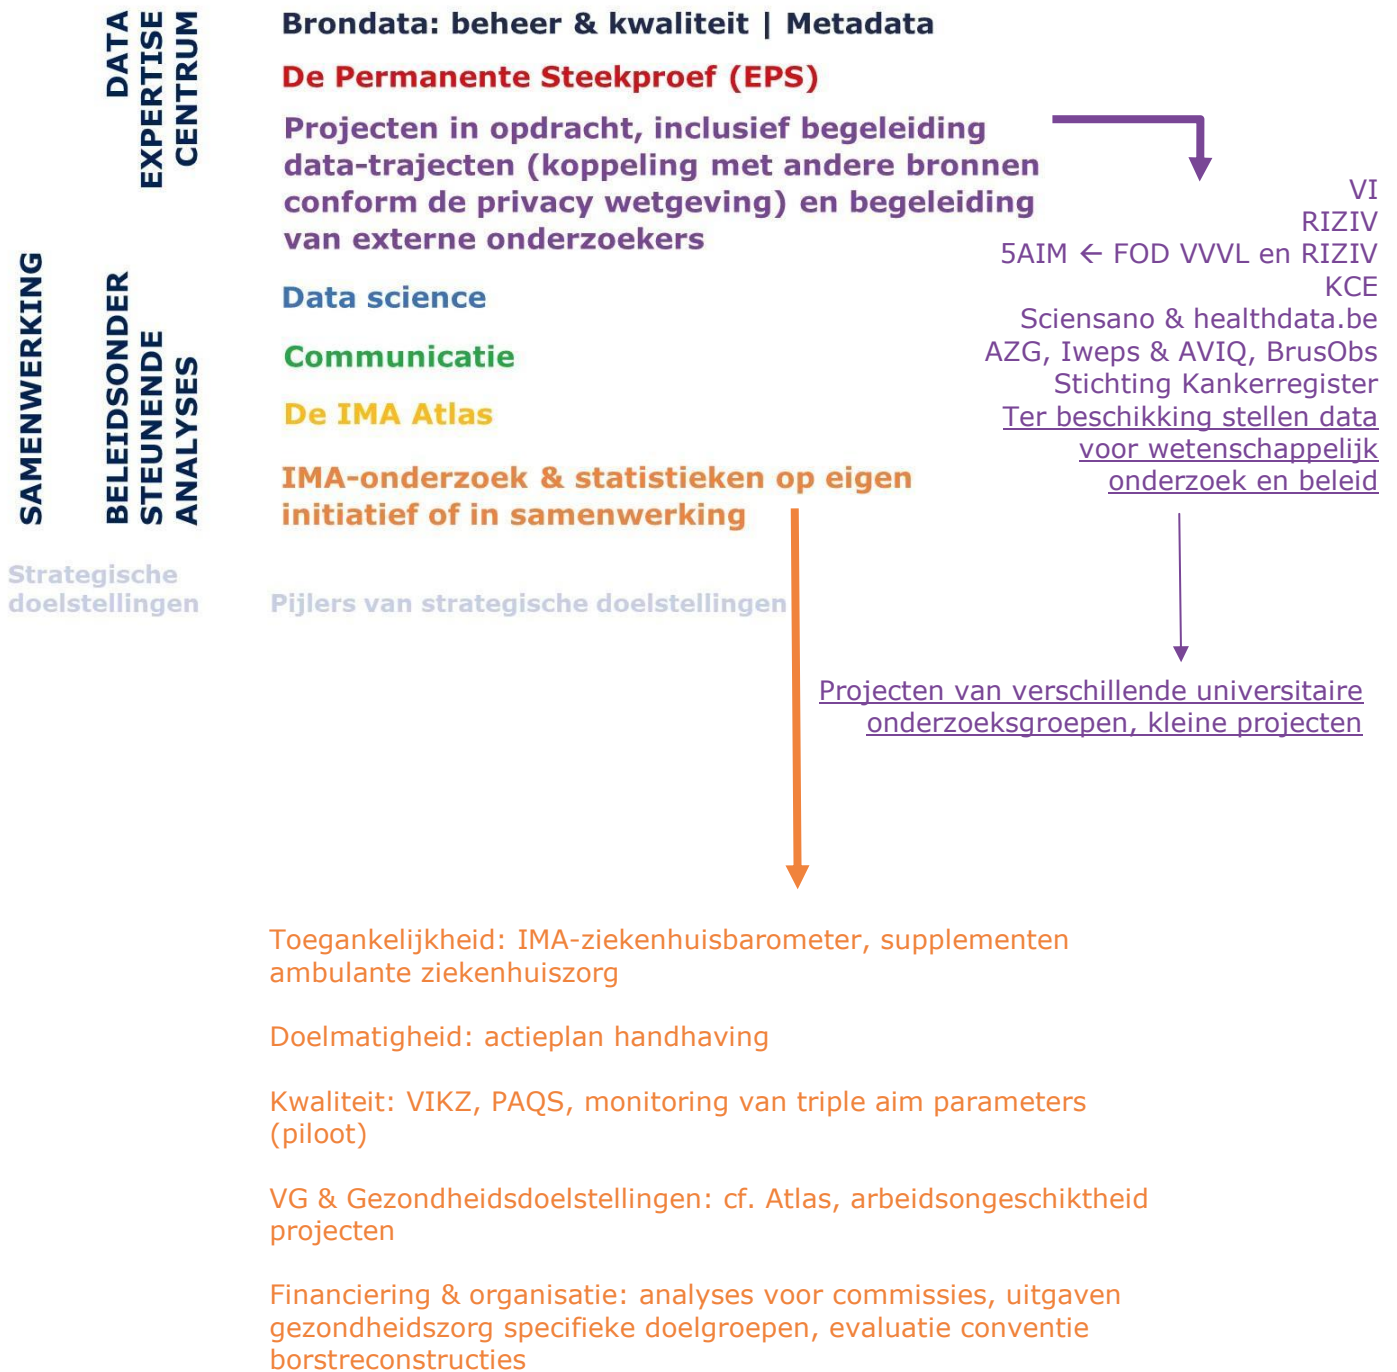 DATA
EXPERTISE
CENTRUM
Brondata: beheer & kwaliteit | Metadata
De Permanente Steekproef (EPS)
Projecten in opdracht, inclusief begeleiding
data-trajecten (koppeling met andere bronnen
conform de privacy wetgeving) en begeleiding
van externe onderzoekers
SAMENWERKING
BELEIDSONDER
STEUNENDE
ANALYSES
Data science
Communicatie
De IMA Atlas
IMA-onderzoek & statistieken op eigen
initiatief of in samenwerking
Strategische
doelstellingen
Pijlers van strategische doelstellingen
VI
RIZIV
5AIM ← FOD VVVL en RIZIV
KCE
Sciensano & healthdata.be
AZG, Iweps & AVIQ, BrusObs
Stichting Kankerregister
Ter beschikking stellen data
voor wetenschappelijk
onderzoek en beleid
Projecten van verschillende universitaire
onderzoeksgroepen, kleine projecten
Toegankelijkheid: IMA-ziekenhuisbarometer, supplementen
ambulante ziekenhuiszorg
Doelmatigheid: actieplan handhaving
Kwaliteit: VIKZ, PAQS, monitoring van triple aim parameters
(piloot)
VG & Gezondheidsdoelstellingen: cf. Atlas, arbeidsongeschiktheid
projecten
Financiering & organisatie: analyses voor commissies, uitgaven
gezondheidszorg specifieke doelgroepen, evaluatie conventie
borstreconstructies